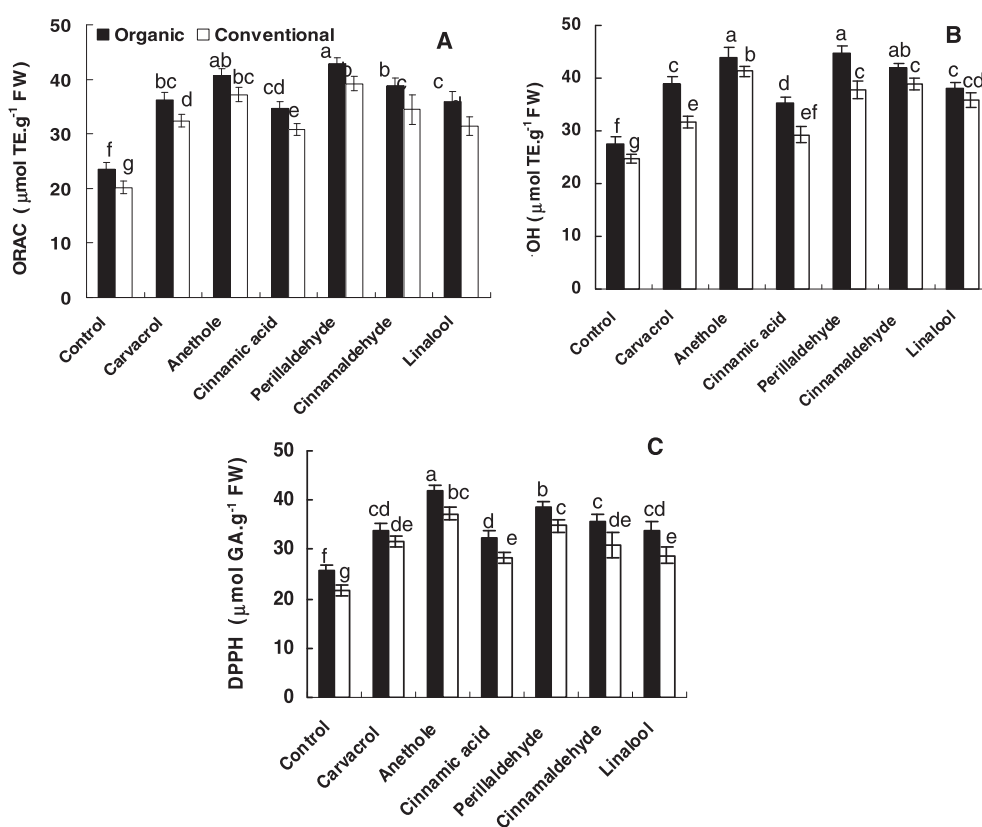 Organic Conventional A
ORAC ( μmol TE.g-1 FW)
50
40
30
20
10
0
f g bc d ab bc cd e a b b c c d
Control Carvacrol Anethole Cinnamic acid Perillaldehyde Cinnamaldehyde Linalool
B
·OH ( μmol TE.g-1 FW)
50
40
30
20
10
0
f g c e a b d ef a c ab c c cd
Control Carvacrol Anethole Cinnamic acid Perillaldehyde Cinnamaldehyde Linalool
C
DPPH (μmol GA.g-1 FW)
50
40
30
20
10
0
f g cd de a bc d e b c c de cd e
Control Carvacrol Anethole Cinnamic acid Perillaldehyde Cinnamaldehyde Linalool